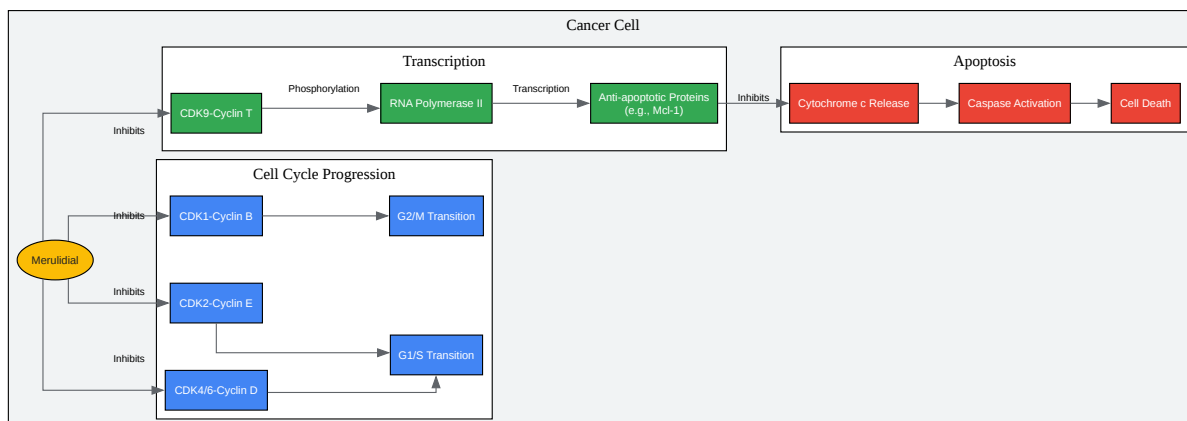 Cancer Cell
Transcription
Apoptosis
Phosphorylation
Transcription
CDK9-Cyclin T
RNA Polymerase II
Anti-apoptotic Proteins
(e.g., Mcl-1)
Inhibits
Cytochrome c Release
Caspase Activation
Cell Death
Inhibits
Cell Cycle Progression
Inhibits
CDK1-Cyclin B
G2/M Transition
Merulidial
Inhibits
CDK2-Cyclin E
G1/S Transition
Inhibits
CDK4/6-Cyclin D